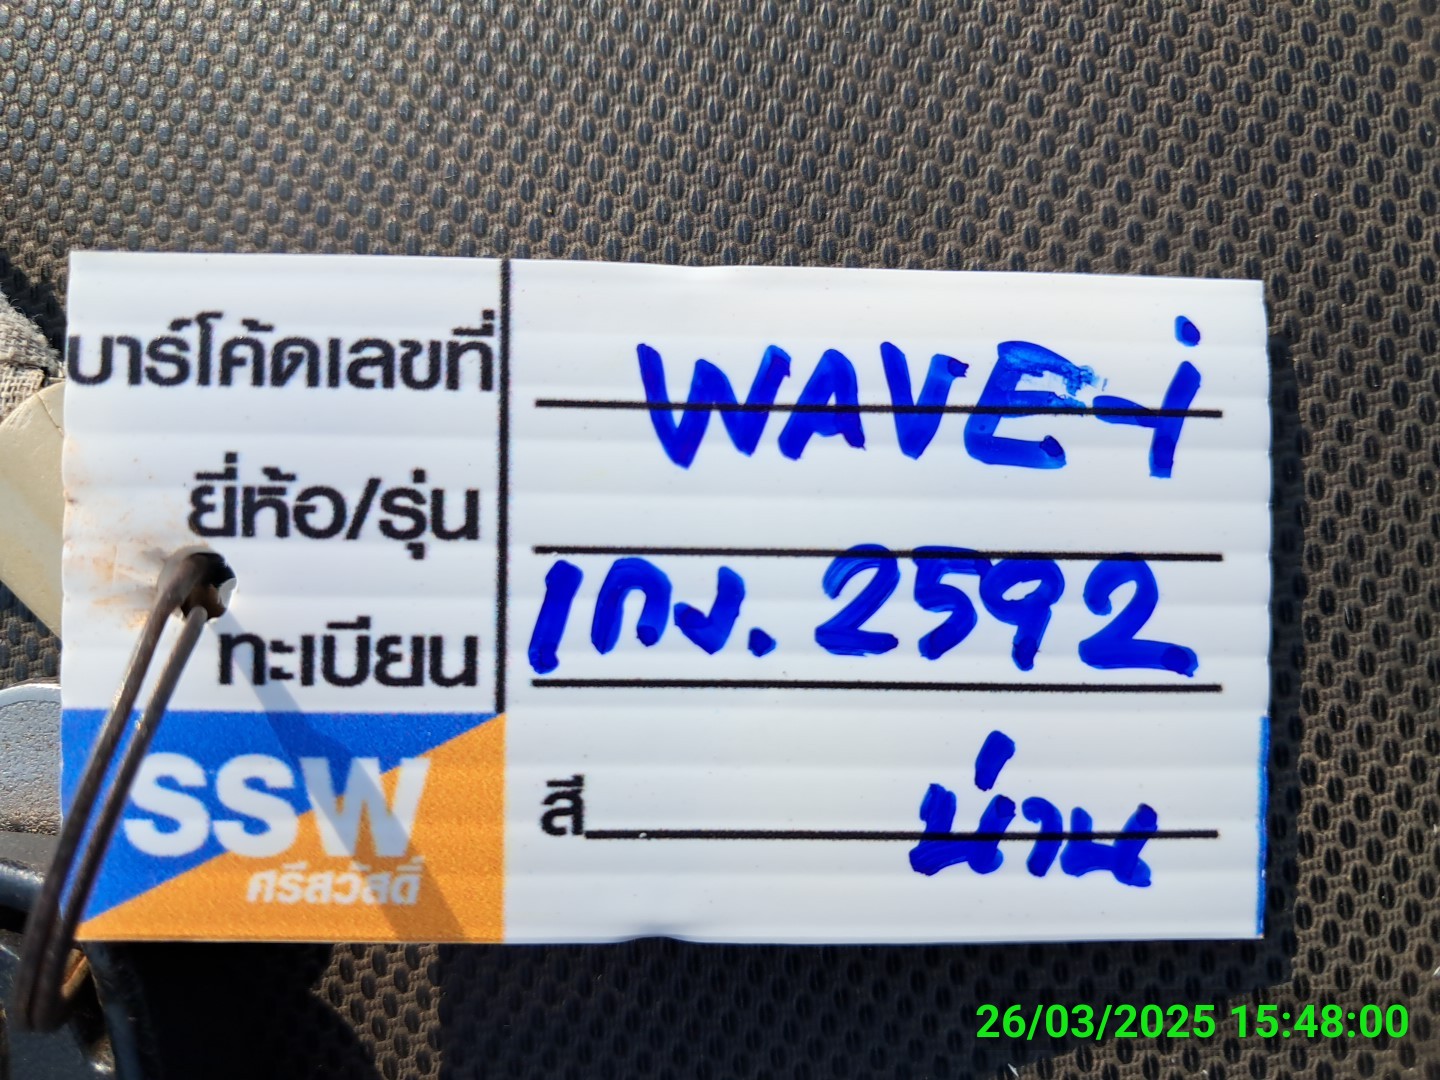 บาร์โค้ดเลขที่ WAVE-i
ยี่ห้อ/รุ่น
ทะเบียน 1กง. 2592
สี น่าน
SSW
ศรีสวัสดิ์
26/03/2025 15:48:00